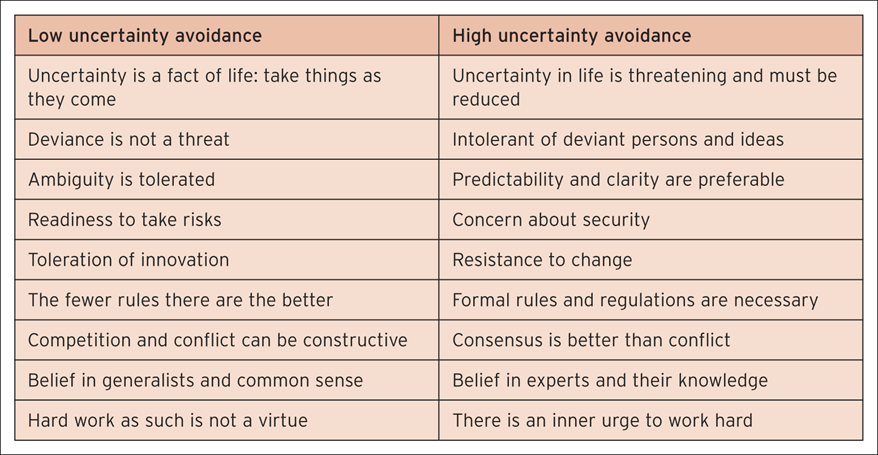 Low uncertainty avoidance
High uncertainty avoidance
Uncertainty is a fact of life: take things as
they come
Uncertainty in life is threatening and must be
reduced
Deviance is not a threat
Intolerant of deviant persons and ideas
Ambiguity is tolerated
Predictability and clarity are preferable
Readiness to take risks
Concern about security
Toleration of innovation
Resistance to change
The fewer rules there are the better
Formal rules and regulations are necessary
Competition and conflict can be constructive
Consensus is better than conflict
Belief in generalists and common sense
Belief in experts and their knowledge
Hard work as such is not a virtue
There is an inner urge to work hard